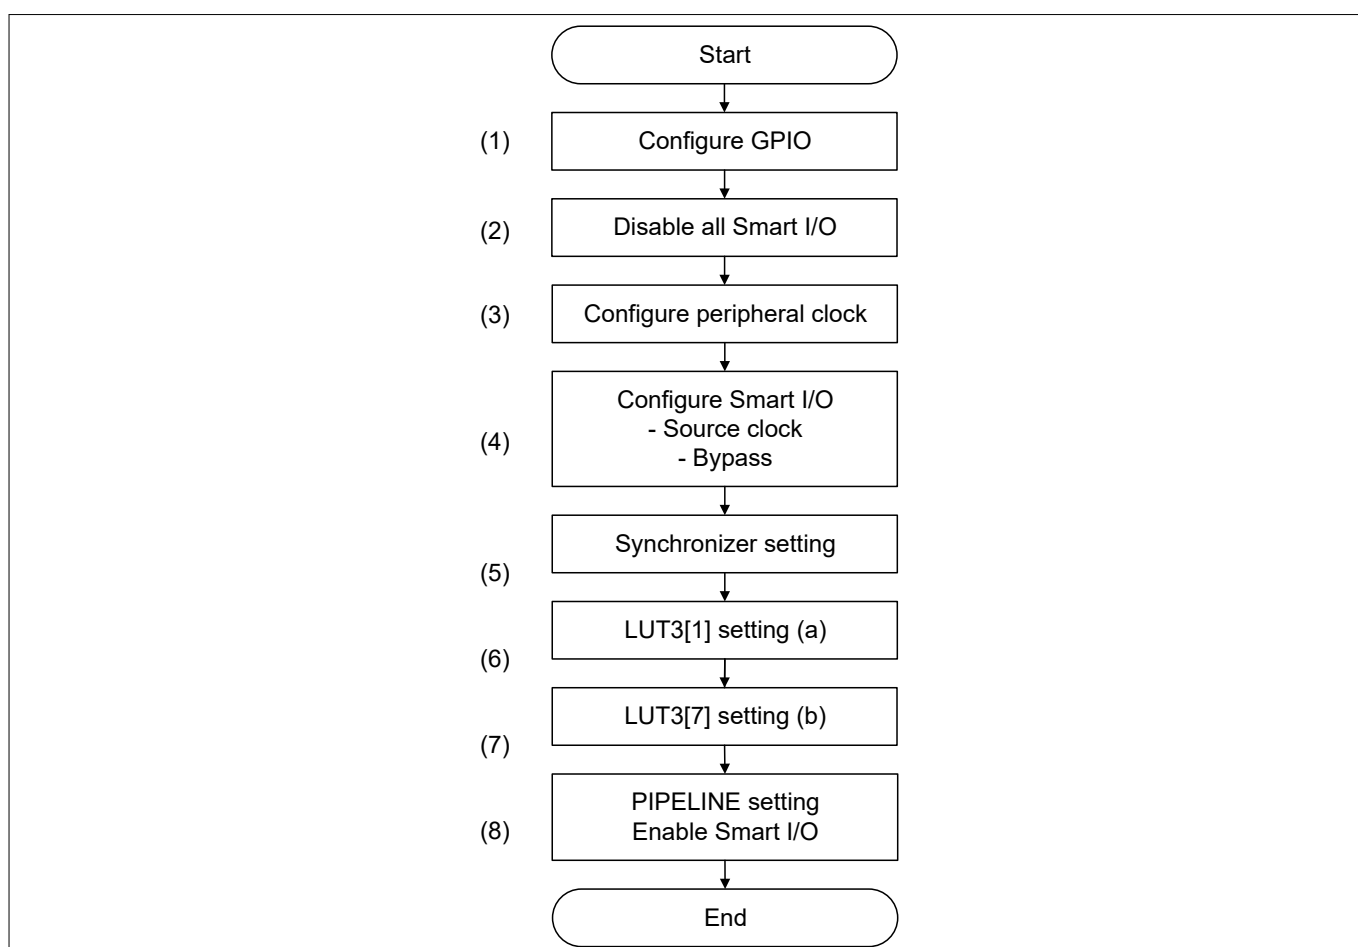 Start
(1)
Configure GPIO
(2)
Disable all Smart I/O
(3)
Configure peripheral clock
(4)
Configure Smart I/O
- Source clock
- Bypass
(5)
Synchronizer setting
(6)
LUT3[1] setting (a)
(7)
LUT3[7] setting (b)
(8)
PIPELINE setting
Enable Smart I/O
End